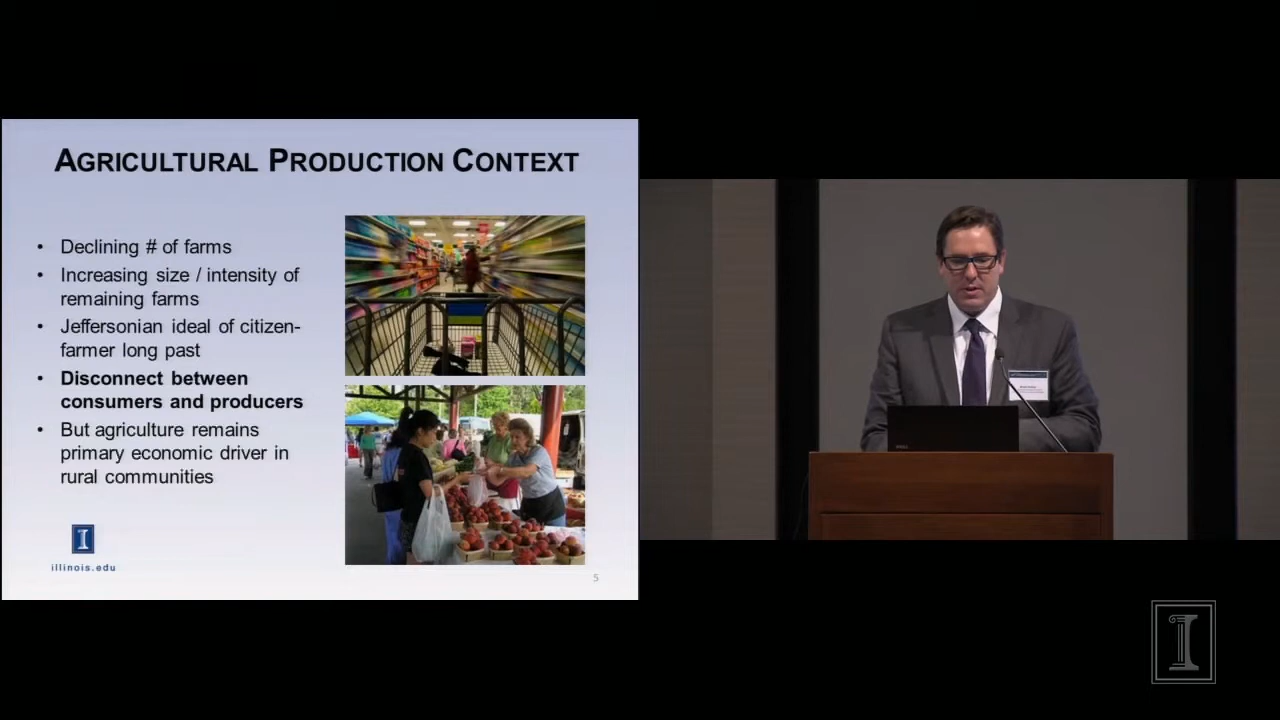 AGRICULTURAL PRODUCTION CONTEXT
• Declining # of farms
• Increasing size / intensity of
remaining farms
• Jeffersonian ideal of citizen-
farmer long past
• Disconnect between
consumers and producers
• But agriculture remains
primary economic driver in
rural communities
I
illinois.edu
5
DELL
I